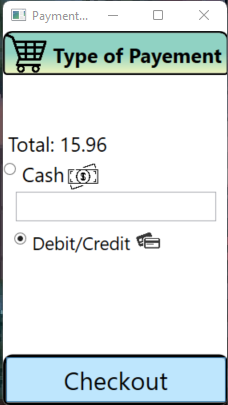 Payment...
Type of Payement
Total: 15.96
Cash
Debit/Credit
Checkout